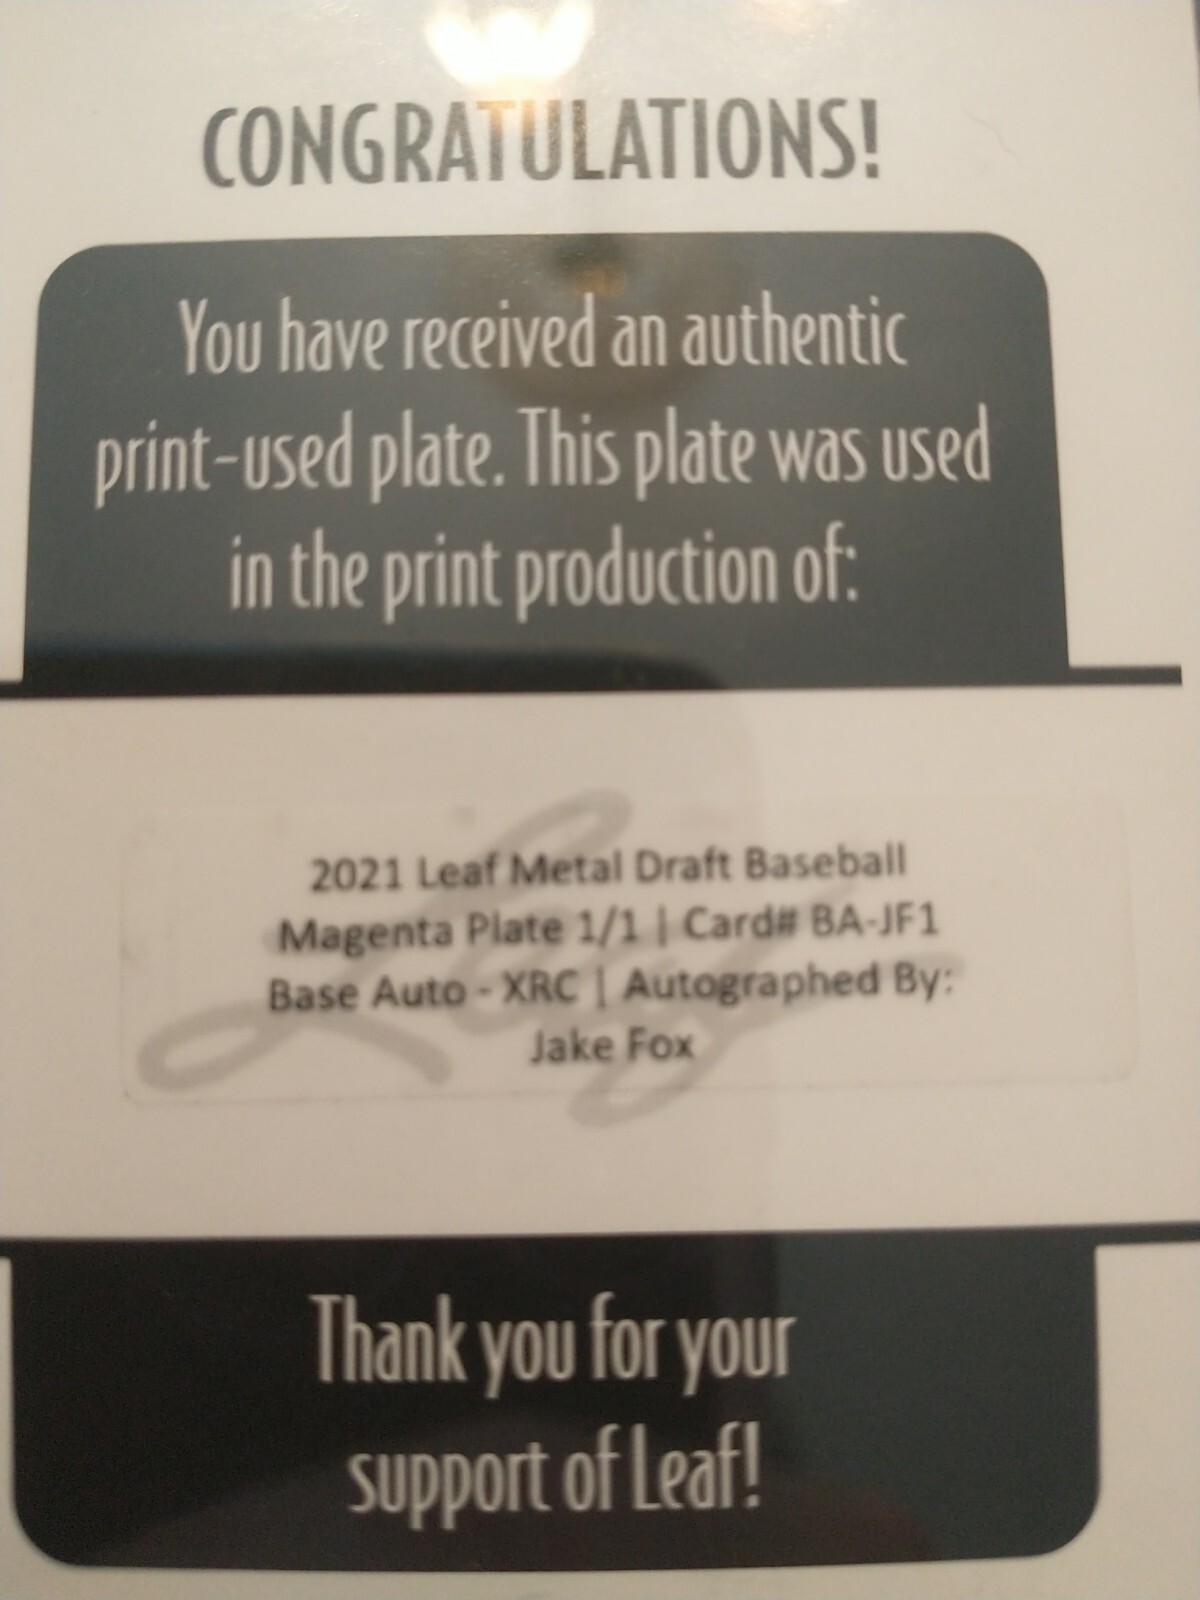 CONGRATULATIONS!
You have received an authentic
print-used plate. This plate was used
in the print production of:
2021 Leaf Metal Draft Baseball
Magenta Plate 1/1 | Card# BA-JF1
Base Auto - XRC | Autographed By:
Jake Fox
Thank you for your
support of Leaf!